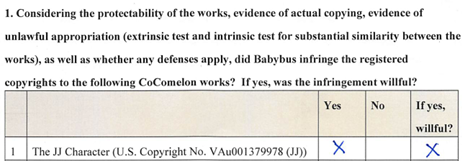 1. Considering the protectability of the works, evidence of actual copying, evidence of
unlawful appropriation (extrinsic test and intrinsic test for substantial similarity between the
works), as well as whether any defenses apply, did Babybus infringe the registered
copyrights to the following CoComelon works? If yes, was the infringement willful?
Yes No If yes,
willful?
1 The JJ Character (U.S. Copyright No. VAu001379978 (JJ)) X X